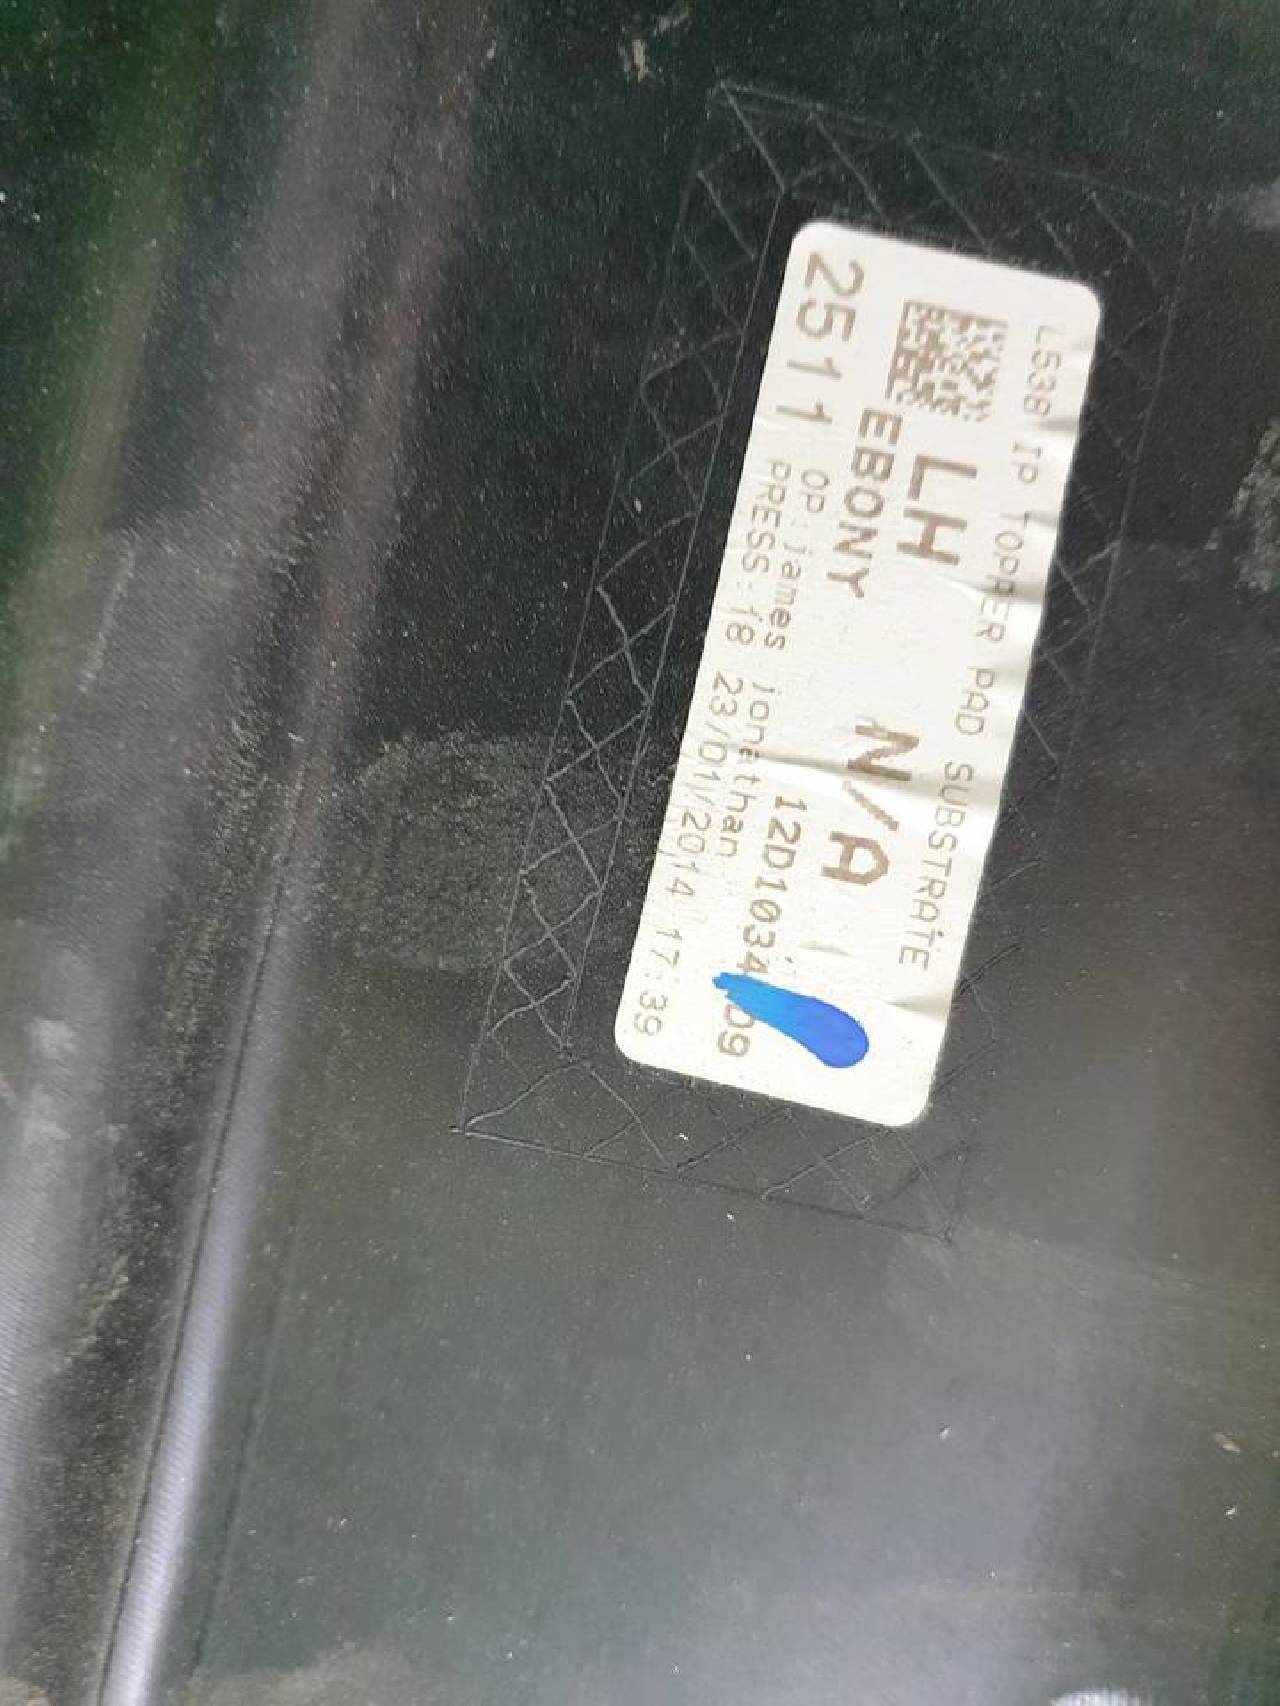 L538 IP TOPPER PAD SUBSTRATE
LH N/A
EBONY 12D1034 D9
2511 OP:james jonathan
PRESS:18 23/01/2014 17:39